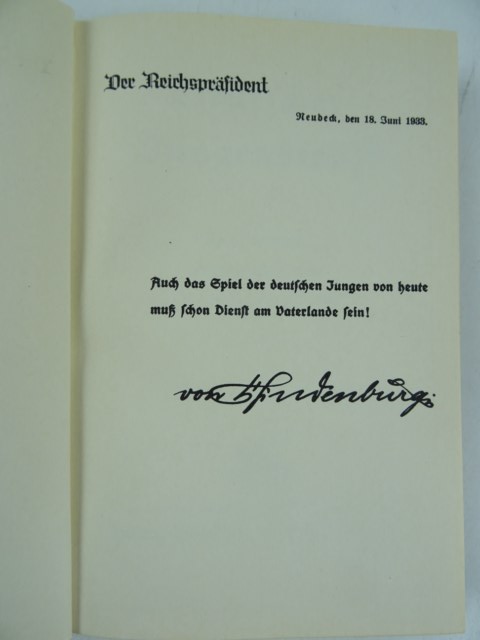 Der Reichspräsident
Neudeck, den 18. Juni 1933.
Auch das Spiel der deutschen Jungen von heute
muß schon Dienst am Vaterlande sein!
von Hindenburg